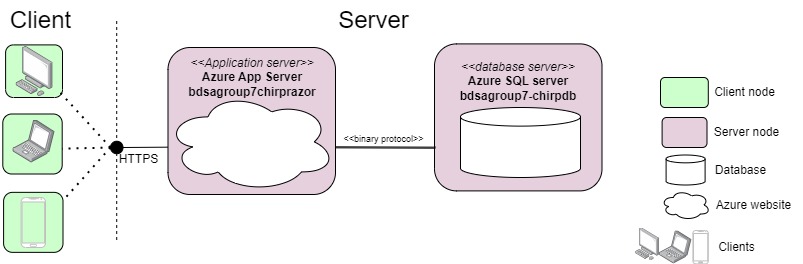 Client
Server
<<Application server>>
Azure App Server
bdsagroup7chirprazor
<<database server>>
Azure SQL server
bdsagroup7-chirpdb
HTTPS
<<binary protocol>>
Client node
Server node
Database
Azure website
Clients